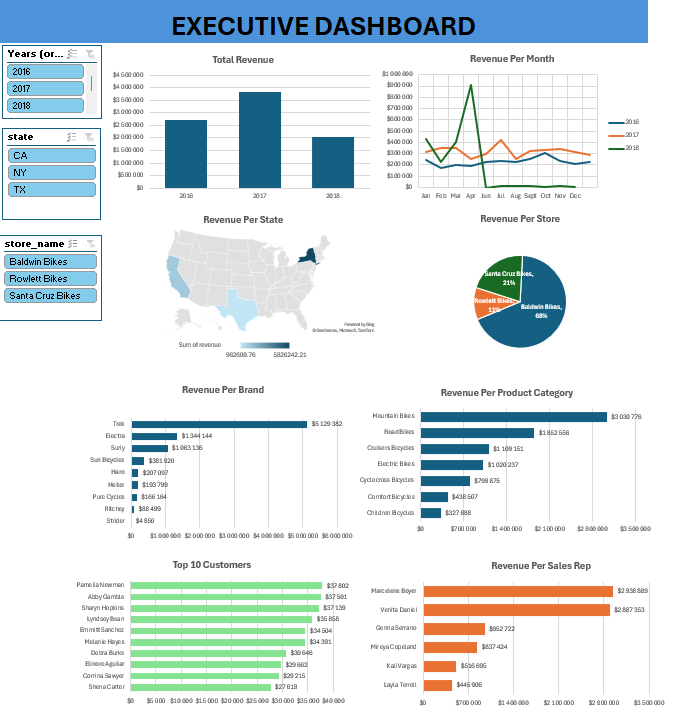 EXECUTIVE DASHBOARD
Years (or...
2016
2017
2018
state
CA
NY
TX
store_name
Baldwin Bikes
Rowlett Bikes
Santa Cruz Bikes
Total Revenue
$4 500 000
$4 000 000
$3 500 000
$3 000 000
$2 500 000
$2 000 000
$1 500 000
$1 000 000
$500 000
$0
2016 2017 2018
Revenue Per Month
$1 000 000
$900 000
$800 000
$700 000
$600 000
$500 000
$400 000
$300 000
$200 000
$100 000
$0
Jan Feb Mar Apr Jun Jul Aug Sept Oct Nov Dec
2016
2017
2018
Revenue Per State
Powered by Bing
© GeoNames, Microsoft, TomTom
Sum of revenue
962600.76 5826242.21
Revenue Per Store
Santa Cruz Bikes,
21%
Rowlett Bikes,
11%
Baldwin Bikes,
68%
Revenue Per Brand
Trek $5 129 382
Electra $1 344 144
Surly $1 063 136
Sun Bicycles $381 920
Haro $207 097
Heller $193 799
Pure Cycles $166 164
Ritchey $88 499
Strider $4 850
$0 $1 000 000 $2 000 000 $3 000 000 $4 000 000 $5 000 000 $6 000 000
Revenue Per Product Category
Mountain Bikes $3 030 776
Road Bikes $1 852 556
Cruisers Bicycles $1 109 151
Electric Bikes $1 020 237
Cyclocross Bicycles $799 875
Comfort Bicycles $438 507
Children Bicycles $327 888
$0 $700 000 $1 400 000 $2 100 000 $2 800 000 $3 500 000
Top 10 Customers
Pamelia Newman $37 802
Abby Gamble $37 501
Sharyn Hopkins $37 139
Lyndsey Bean $35 858
Emmitt Sanchez $34 504
Melanie Hayes $34 391
Debra Burks $30 646
Elinore Aguilar $29 662
Corrina Sawyer $29 215
Shena Carter $27 619
$0 $5 000 $10 000 $15 000 $20 000 $25 000 $30 000 $35 000 $40 000
Revenue Per Sales Rep
Marcelene Boyer $2 938 889
Venita Daniel $2 887 353
Genna Serrano $952 722
Mireya Copeland $837 424
Kali Vargas $516 695
Layla Terrell $445 906
$0 $700 000 $1 400 000 $2 100 000 $2 800 000 $3 500 000